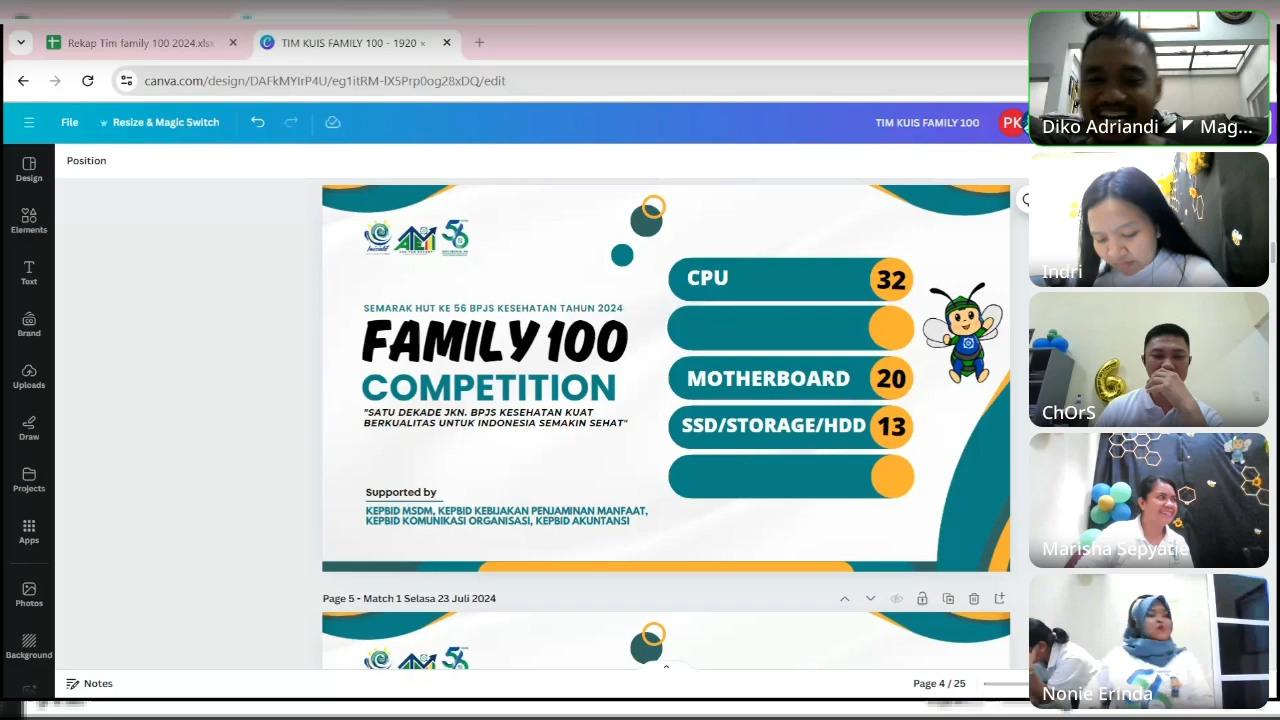 Rekap Tim family 100 2024.xls
TIM KUIS FAMILY 100 - 1920 ×
canva.com/design/DAFkMYIrP4U/eg1itRM-lX5Prp0og28xDQ/edit
File
Resize & Magic Switch
TIM KUIS FAMILY 100
PK
Position
Design
Elements
Text
Brand
Uploads
Draw
Projects
Apps
Photos
Background
56
SEMARAK HUT KE 56 BPJS KESEHATAN TAHUN 2024
FAMILY 100
COMPETITION
"SATU DEKADE JKN. BPJS KESEHATAN KUAT
BERKUALITAS UNTUK INDONESIA SEMAKIN SEHAT"
Supported by
KEPBID MSDM, KEPBID KEBIJAKAN PENJAMINAN MANFAAT,
KEPBID KOMUNIKASI ORGANISASI, KEPBID AKUNTANSI
CPU 32
MOTHERBOARD 20
SSD/STORAGE/HDD 13
Page 5 - Match 1 Selasa 23 Juli 2024
56
Notes
Page 4 / 25
Diko Adriandi ◢ ◤ Mag...
Indri
ChOrS
Marisha Sepyatie
Nonie Erinda